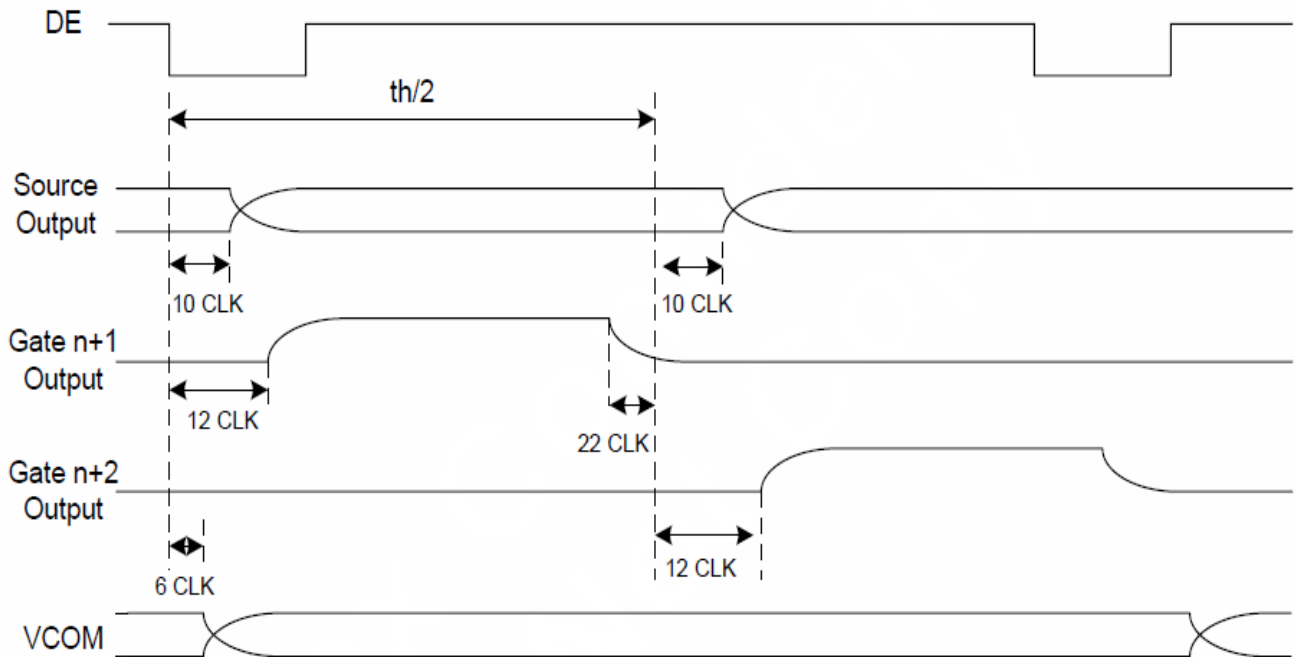 DE
th/2
Source
Output
10 CLK
10 CLK
Gate n+1
Output
12 CLK
22 CLK
Gate n+2
Output
12 CLK
6 CLK
VCOM